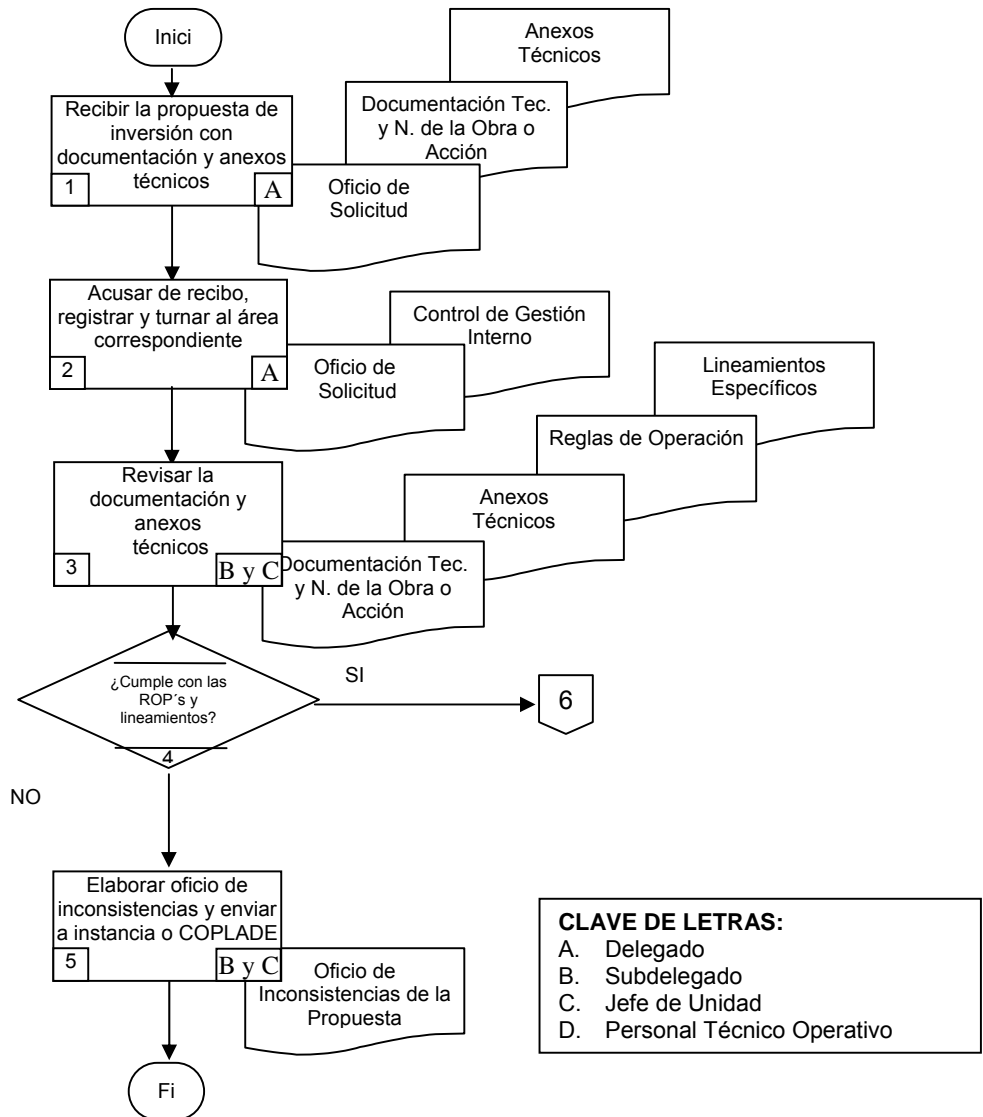 Inici
Anexos
Técnicos
Recibir la propuesta de
inversión con
documentación y anexos
técnicos
1
A
Documentación Tec.
y N. de la Obra o
Acción
Oficio de
Solicitud
Acusar de recibo,
registrar y turnar al área
correspondiente
2
A
Control de Gestión
Interno
Oficio de
Solicitud
Lineamientos
Específicos
Reglas de Operación
Revisar la
documentación y
anexos
técnicos
3
B y C
Anexos
Técnicos
Documentación Tec.
y N. de la Obra o
Acción
¿Cumple con las
ROP´s y
lineamientos?
4
SI
6
NO
Elaborar oficio de
inconsistencias y enviar
a instancia o COPLADE
5
B y C
Oficio de
Inconsistencias de la
Propuesta
Fi
CLAVE DE LETRAS:
A. Delegado
B. Subdelegado
C. Jefe de Unidad
D. Personal Técnico Operativo